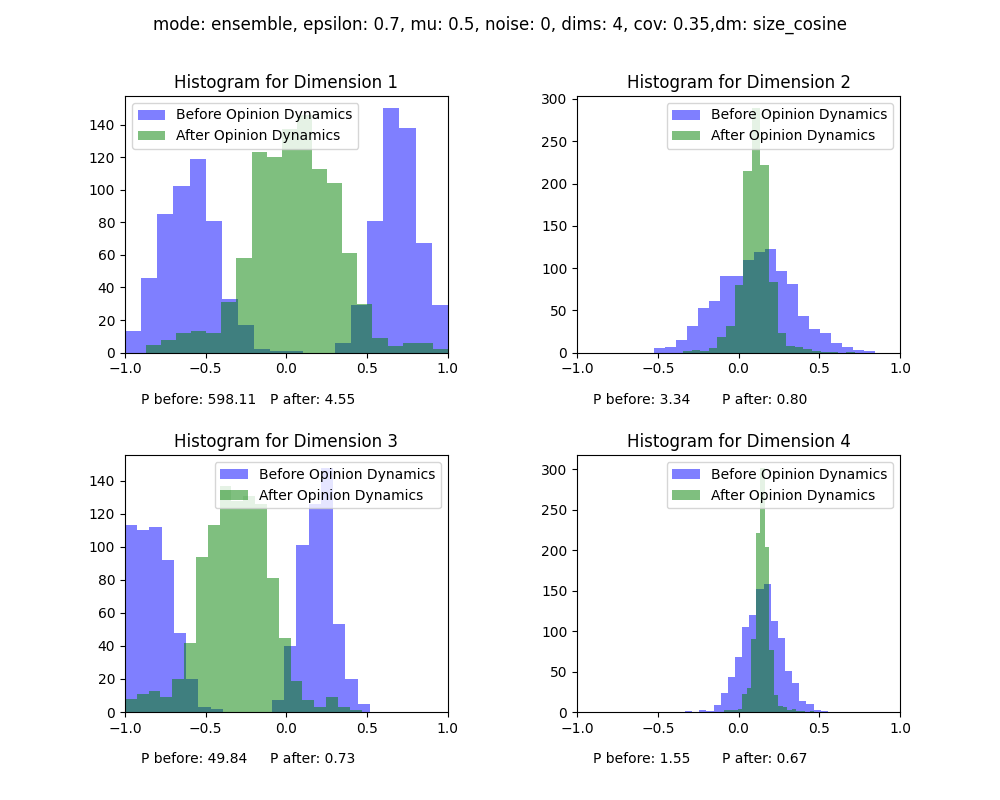 mode: ensemble, epsilon: 0.7, mu: 0.5, noise: 0, dims: 4, cov: 0.35,dm: size_cosine
Histogram for Dimension 1
Before Opinion Dynamics
After Opinion Dynamics
140
120
100
80
60
40
20
0
−1.0 −0.5 0.0 0.5 1.0
P before: 598.11 P after: 4.55
Histogram for Dimension 2
Before Opinion Dynamics
After Opinion Dynamics
300
250
200
150
100
50
0
−1.0 −0.5 0.0 0.5 1.0
P before: 3.34 P after: 0.80
Histogram for Dimension 3
Before Opinion Dynamics
After Opinion Dynamics
140
120
100
80
60
40
20
0
−1.0 −0.5 0.0 0.5 1.0
P before: 49.84 P after: 0.73
Histogram for Dimension 4
Before Opinion Dynamics
After Opinion Dynamics
300
250
200
150
100
50
0
−1.0 −0.5 0.0 0.5 1.0
P before: 1.55 P after: 0.67